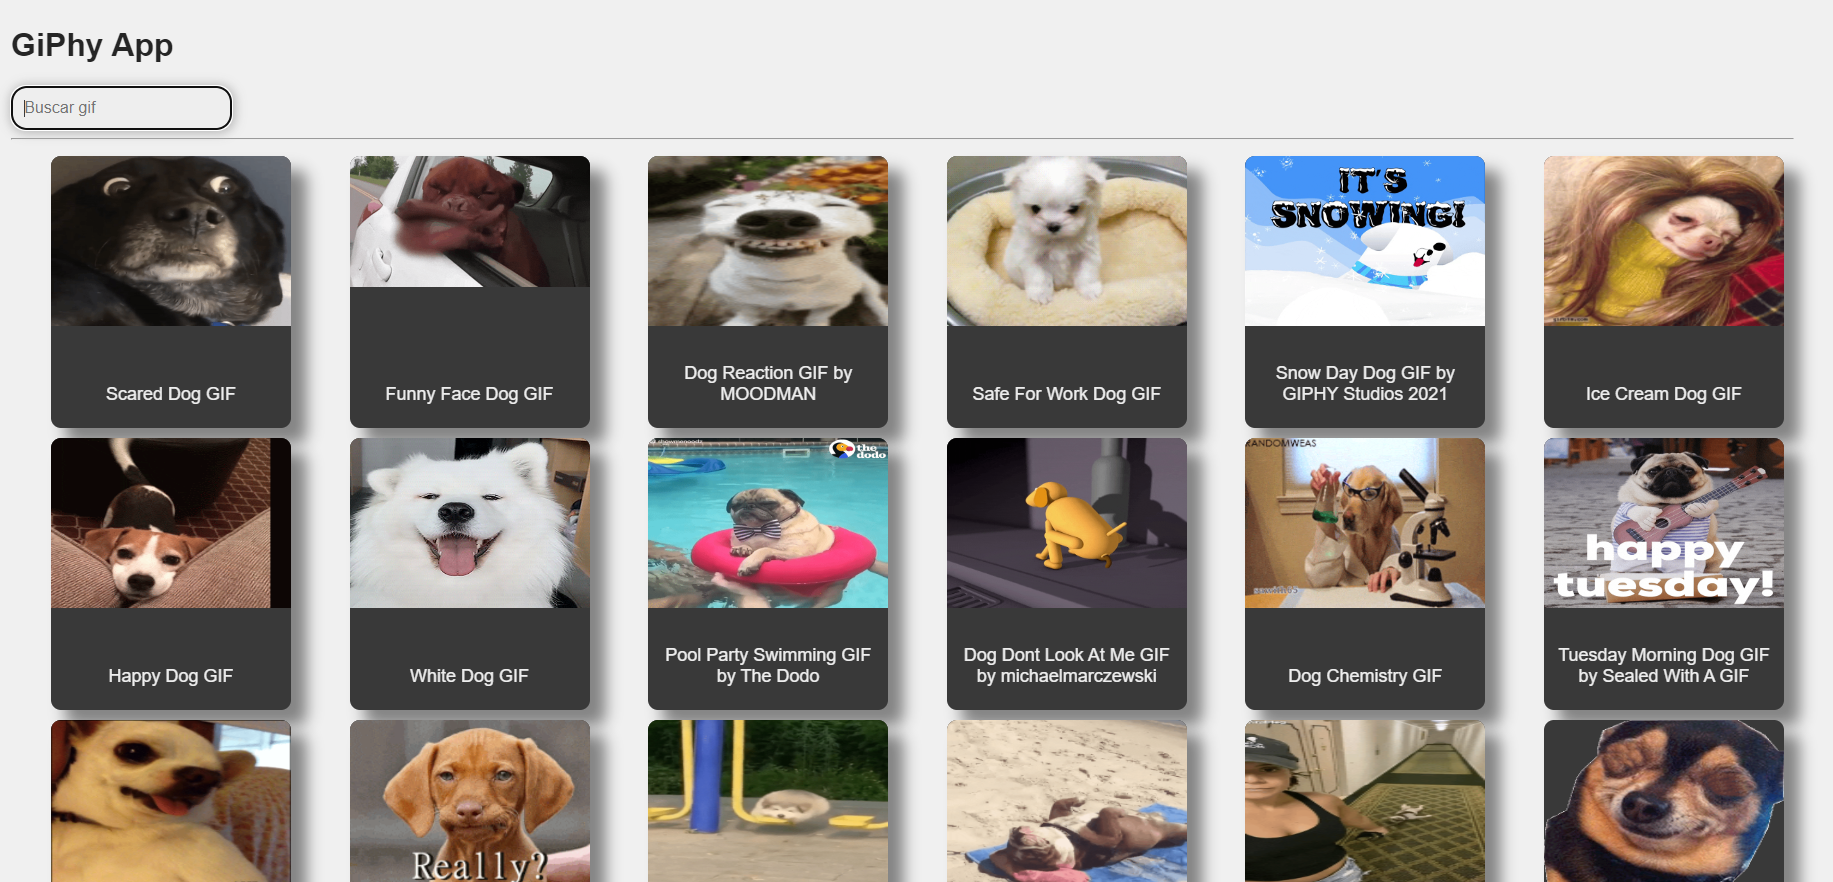 GiPhy App
Buscar gif
IT'S
SNOWING!
Scared Dog GIF
Funny Face Dog GIF
Dog Reaction GIF by
MOODMAN
Safe For Work Dog GIF
Snow Day Dog GIF by
GIPHY Studios 2021
Ice Cream Dog GIF
the
dodo
RANDOMWEAS
happy
tuesday!
Happy Dog GIF
White Dog GIF
Pool Party Swimming GIF
by The Dodo
Dog Dont Look At Me GIF
by michaelmarczewski
Dog Chemistry GIF
Tuesday Morning Dog GIF
by Sealed With A GIF
Really?